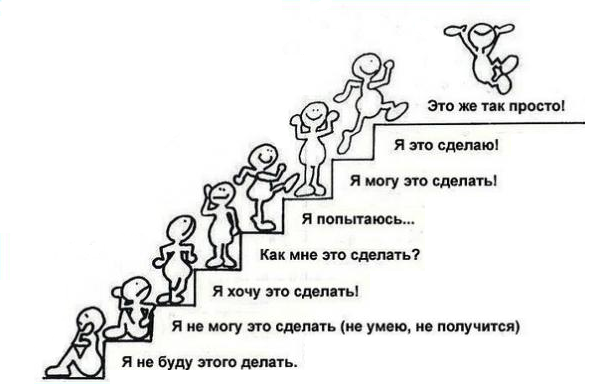 Это же так просто!
Я это сделаю!
Я могу это сделать!
Я попытаюсь...
Как мне это сделать?
Я хочу это сделать!
Я не могу это сделать (не умею, не получится)
Я не буду этого делать.